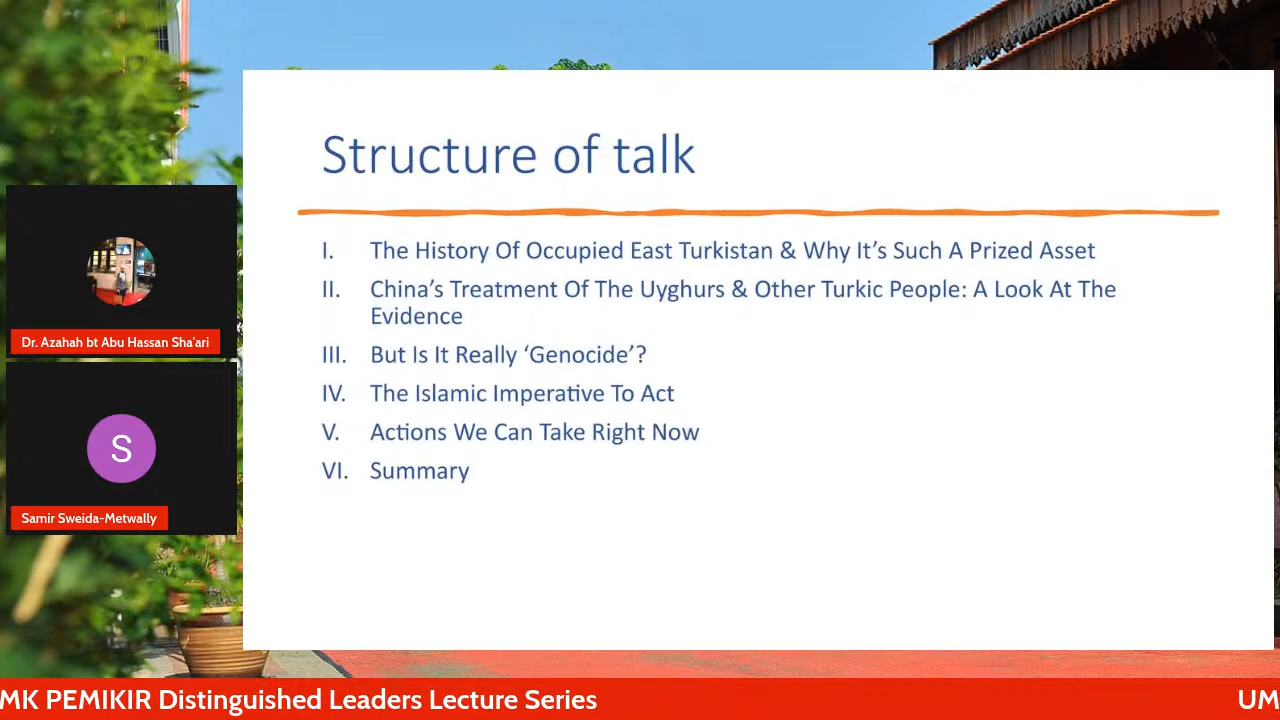 Structure of talk
I. The History Of Occupied East Turkistan & Why It’s Such A Prized Asset
II. China’s Treatment Of The Uyghurs & Other Turkic People: A Look At The
Evidence
III. But Is It Really ‘Genocide’?
IV. The Islamic Imperative To Act
V. Actions We Can Take Right Now
VI. Summary
Dr. Azahah bt Abu Hassan Sha'ari
S
Samir Sweida-Metwally
MK PEMIKIR Distinguished Leaders Lecture Series
UM